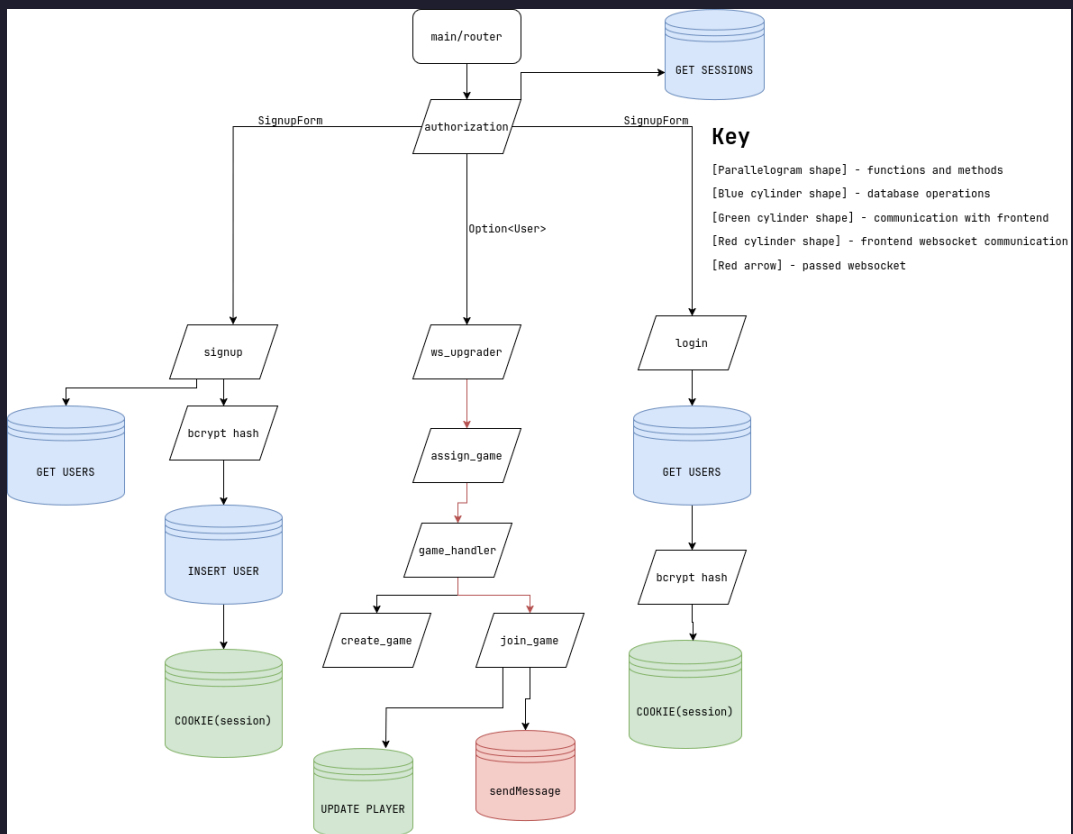 main/router
GET SESSIONS
authorization
SignupForm
SignupForm
Key
[Parallelogram shape] - functions and methods
[Blue cylinder shape] - database operations
[Green cylinder shape] - communication with frontend
[Red cylinder shape] - frontend websocket communication
[Red arrow] - passed websocket
Option<User>
signup
ws_upgrader
login
bcrypt hash
assign_game
GET USERS
GET USERS
INSERT USER
game_handler
bcrypt hash
create_game
join_game
COOKIE(session)
COOKIE(session)
sendMessage
UPDATE PLAYER